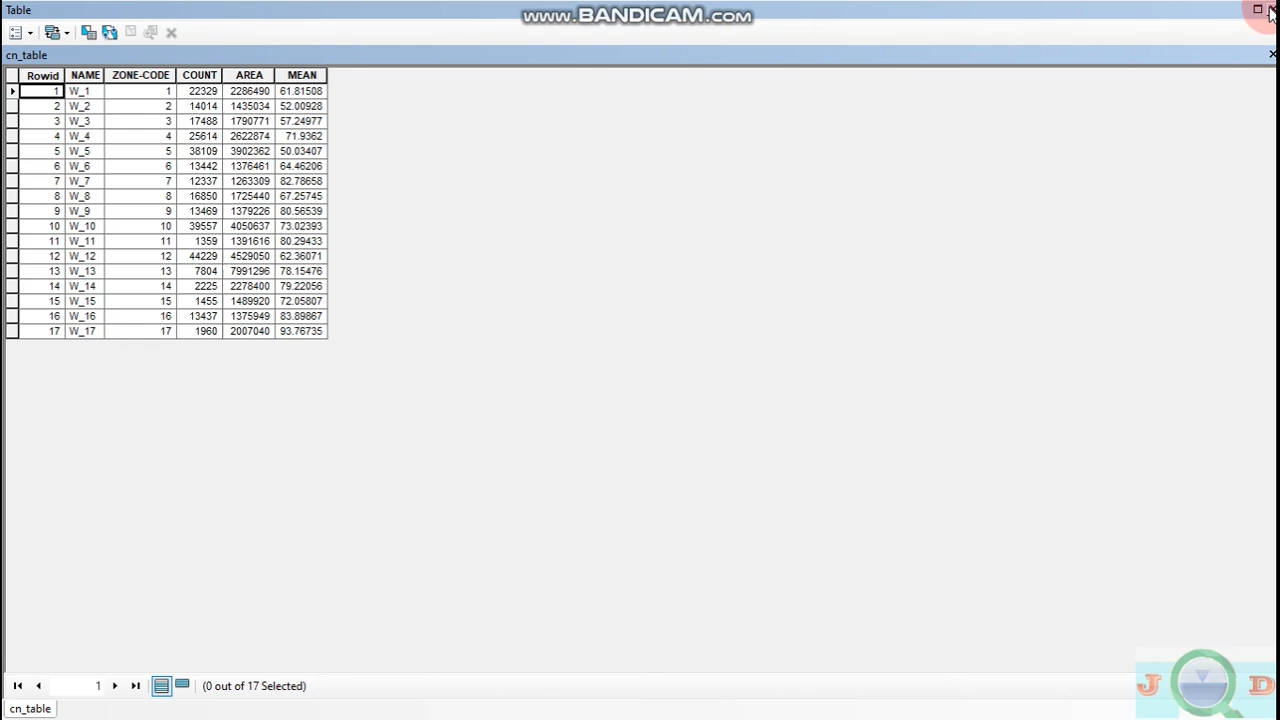 Table
www.BANDICAM.com
cn_table
Rowid NAME ZONE-CODE COUNT AREA MEAN
1 W_1 1 22329 2286490 61.81508
2 W_2 2 14014 1435034 52.00928
3 W_3 3 17488 1790771 57.24977
4 W_4 4 25614 2622874 71.9362
5 W_5 5 38109 3902362 50.03407
6 W_6 6 13442 1376461 64.46206
7 W_7 7 12337 1263309 82.78658
8 W_8 8 16850 1725440 67.25745
9 W_9 9 13469 1379226 80.56539
10 W_10 10 39557 4050637 73.02393
11 W_11 11 1359 1391616 80.29433
12 W_12 12 44229 4529050 62.36071
13 W_13 13 7804 7991296 78.15476
14 W_14 14 2225 2278400 79.22056
15 W_15 15 1455 1489920 72.05807
16 W_16 16 13437 1375949 83.89867
17 W_17 17 1960 2007040 93.76735
1 (0 out of 17 Selected)
J D
cn_table